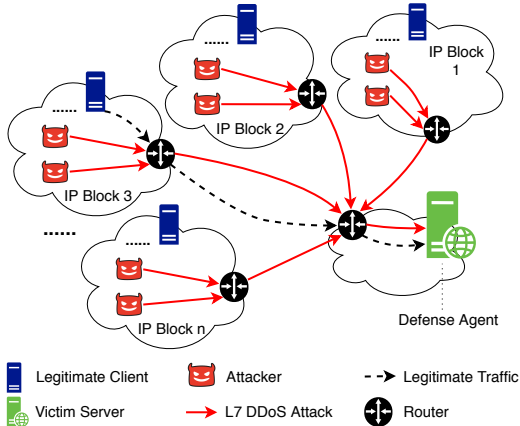 ......
......
IP Block
1
IP Block 2
......
IP Block 3
......
......
IP Block n
Defense Agent
Legitimate Client
Attacker
Legitimate Traffic
Victim Server
L7 DDoS Attack
Router